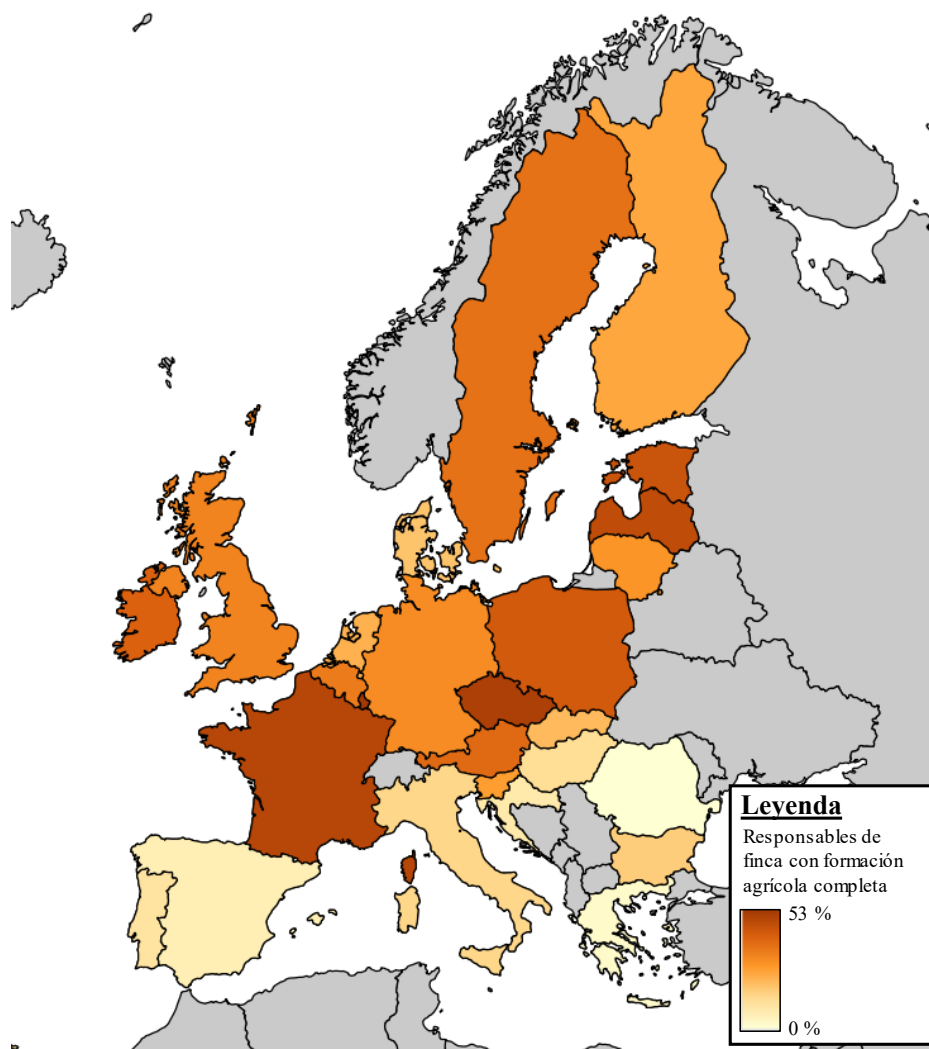 Leyenda
Responsables de
finca con formación
agrícola completa
53 %
0 %